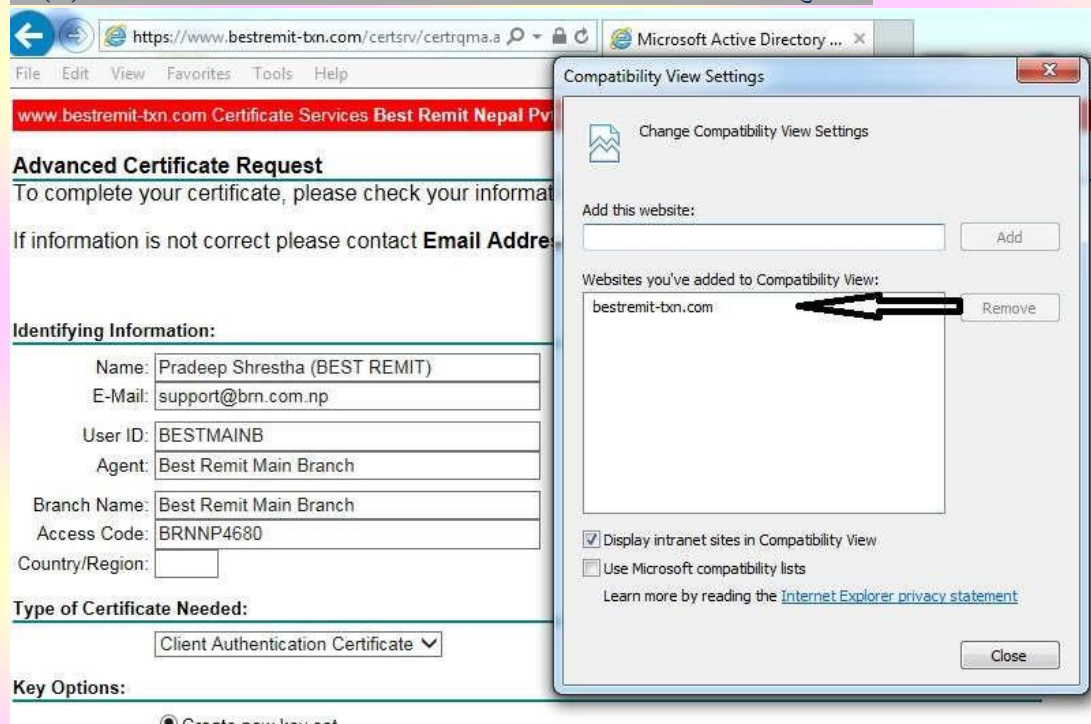 https://www.bestremit-txn.com/certsrv/certrqma.a
Microsoft Active Directory ...
File Edit View Favorites Tools Help
www.bestremit-txn.com Certificate Services Best Remit Nepal Pv
Advanced Certificate Request
To complete your certificate, please check your informat
If information is not correct please contact Email Addre
Identifying Information:
Name: Pradeep Shrestha (BEST REMIT)
E-Mail: support@brn.com.np
User ID: BESTMAINB
Agent: Best Remit Main Branch
Branch Name: Best Remit Main Branch
Access Code: BRNNP4680
Country/Region:
Type of Certificate Needed:
Client Authentication Certificate
Key Options:
Create new key set
Compatibility View Settings
Change Compatibility View Settings
Add this website:
Add
Websites you've added to Compatibility View:
bestremit-txn.com
Remove
Display intranet sites in Compatibility View
Use Microsoft compatibility lists
Learn more by reading the Internet Explorer privacy statement
Close